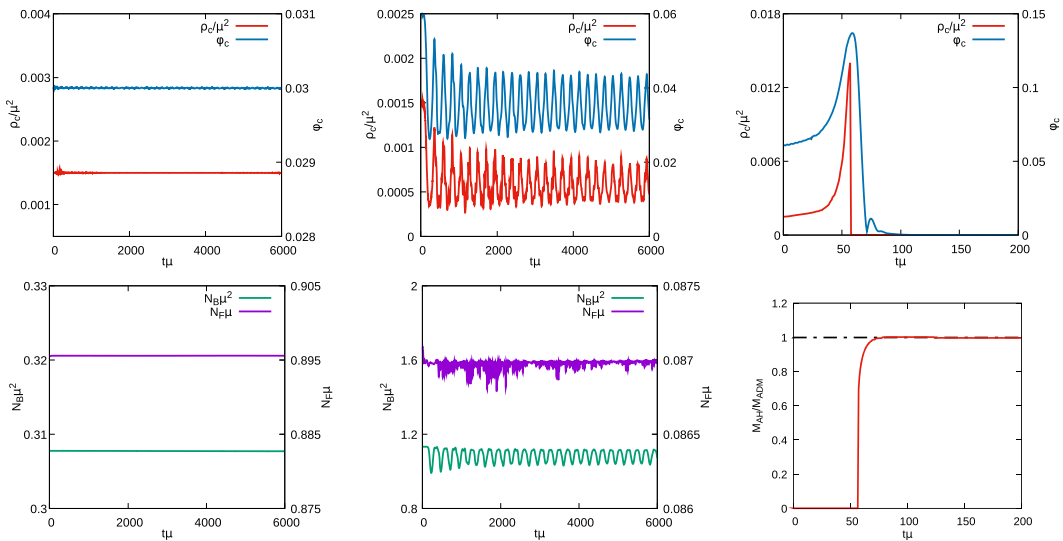 0.004
0.003
0.002
0.001
ρc/μ²
0.031
0.03
0.029
0.028
φc
ρc/μ²
φc
0 2000 4000 6000
tμ
0.0025
0.002
0.0015
0.001
0.0005
0
ρc/μ²
0.06
0.04
0.02
0
φc
ρc/μ²
φc
0 2000 4000 6000
tμ
0.018
0.012
0.006
0
ρc/μ²
0.15
0.1
0.05
0
φc
ρc/μ²
φc
0 50 100 150 200
tμ
0.33
0.32
0.31
0.3
NBμ²
0.905
0.895
0.885
0.875
NFμ
NBμ²
NFμ
0 2000 4000 6000
tμ
2
1.6
1.2
0.8
NBμ²
0.0875
0.087
0.0865
0.086
NFμ
NBμ²
NFμ
0 2000 4000 6000
tμ
1.2
1
0.8
0.6
0.4
0.2
0
MAH/MADM
0 50 100 150 200
tμ